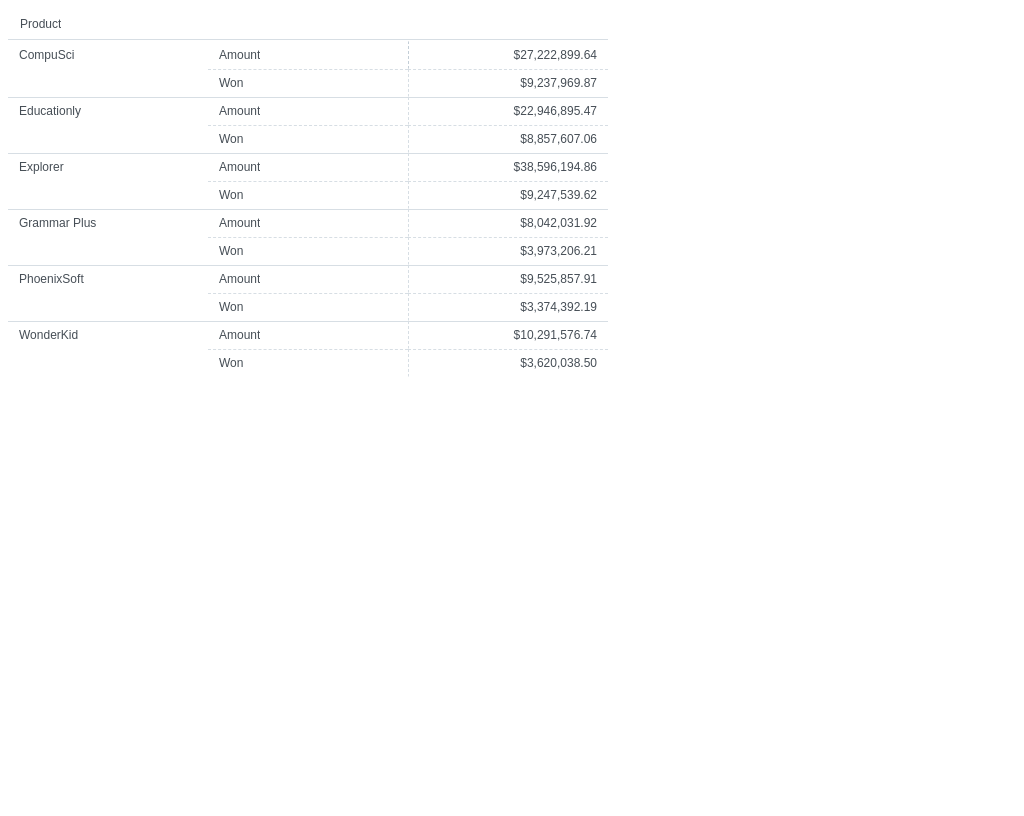 Product
CompuSci Amount $27,222,899.64
Won $9,237,969.87
Educationly Amount $22,946,895.47
Won $8,857,607.06
Explorer Amount $38,596,194.86
Won $9,247,539.62
Grammar Plus Amount $8,042,031.92
Won $3,973,206.21
PhoenixSoft Amount $9,525,857.91
Won $3,374,392.19
WonderKid Amount $10,291,576.74
Won $3,620,038.50